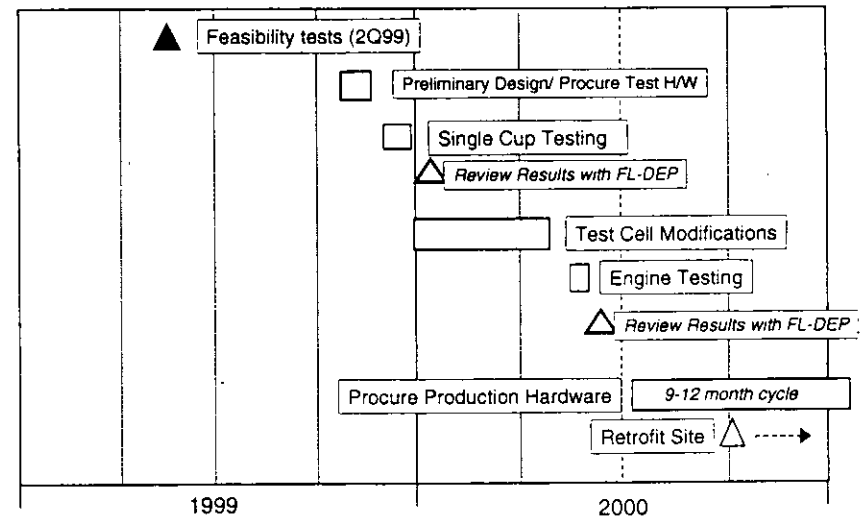 Feasibility tests (2Q99)
Preliminary Design/ Procure Test H/W
Single Cup Testing
Review Results with FL-DEP
Test Cell Modifications
Engine Testing
Review Results with FL-DEP
Procure Production Hardware
9-12 month cycle
Retrofit Site
1999
2000